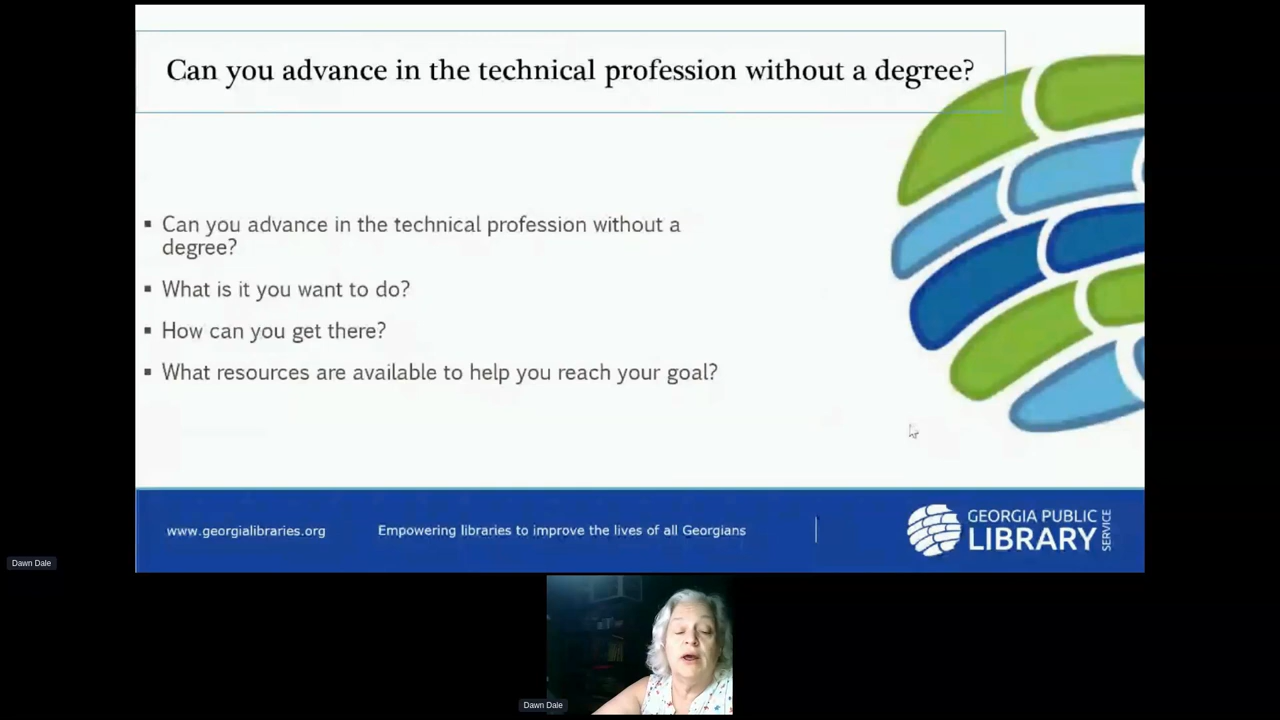 Can you advance in the technical profession without a degree?
▪ Can you advance in the technical profession without a
degree?
▪ What is it you want to do?
▪ How can you get there?
▪ What resources are available to help you reach your goal?
www.georgialibraries.org
Empowering libraries to improve the lives of all Georgians
GEORGIA PUBLIC
LIBRARY
SERVICE
Dawn Dale
Dawn Dale